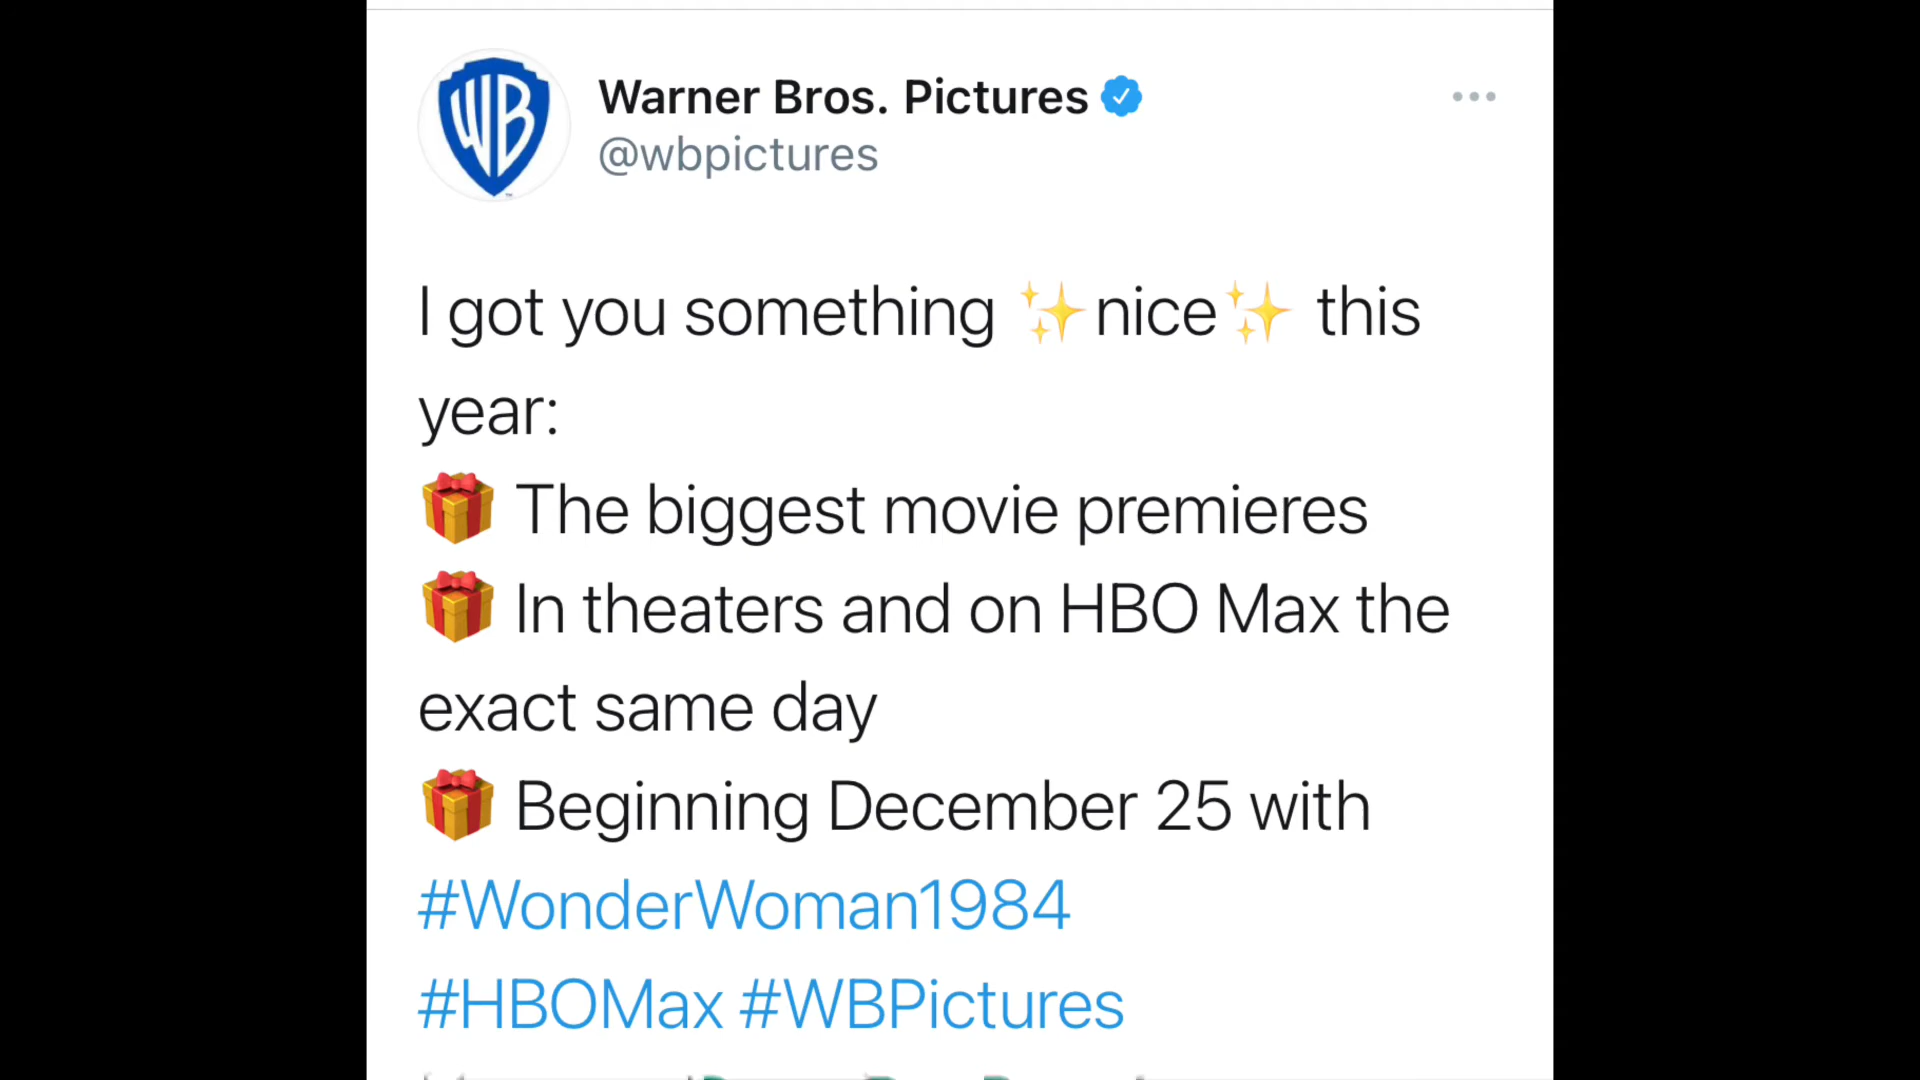 WB
Warner Bros. Pictures
@wbpictures
I got you something ✨nice✨ this
year:
🎁 The biggest movie premieres
🎁 In theaters and on HBO Max the
exact same day
🎁 Beginning December 25 with
#WonderWoman1984
#HBOMax #WBPictures